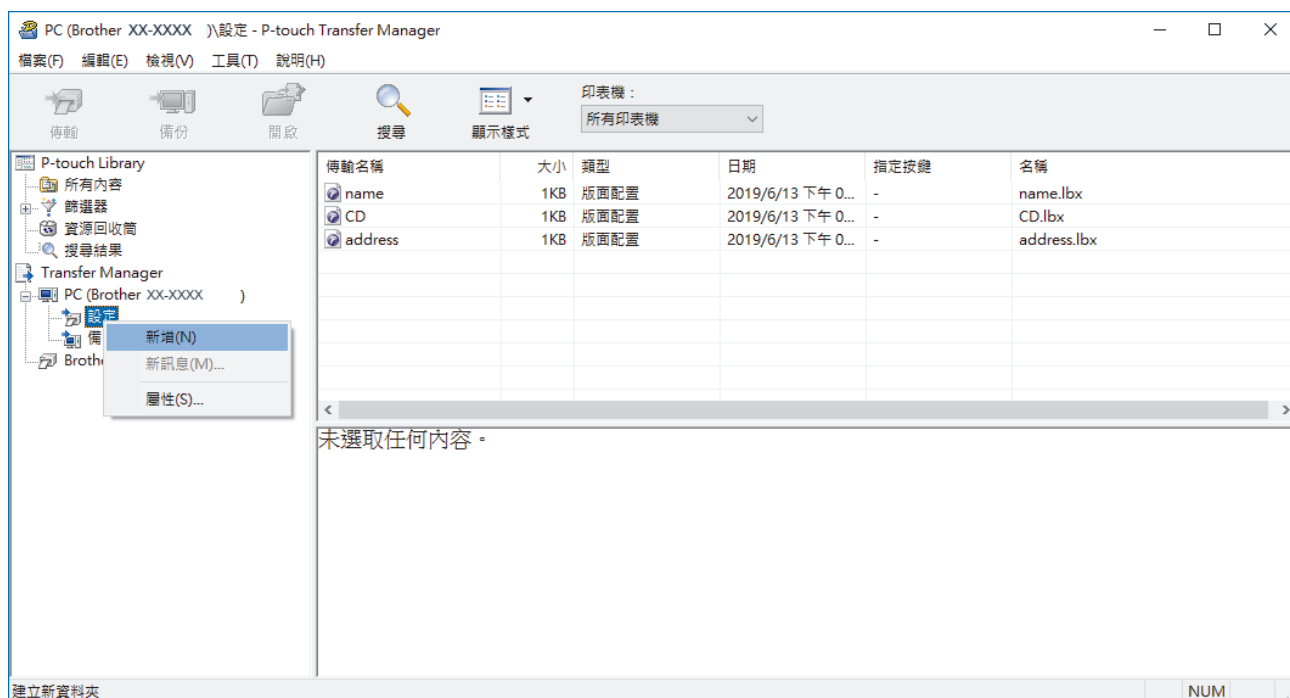 PC (Brother XX-XXXX )\設定 - P-touch Transfer Manager
檔案(F) 編輯(E) 檢視(V) 工具(T) 說明(H)
傳輸 備份 開啟 搜尋 顯示樣式
印表機：
所有印表機
P-touch Library
所有內容
篩選器
資源回收筒
搜尋結果
Transfer Manager
PC (Brother XX-XXXX )
設定
備
Brothe
新增(N)
新訊息(M)...
屬性(S)...
傳輸名稱 大小 類型 日期 指定按鍵 名稱
name 1KB 版面配置 2019/6/13 下午 0... - name.lbx
CD 1KB 版面配置 2019/6/13 下午 0... - CD.lbx
address 1KB 版面配置 2019/6/13 下午 0... - address.lbx
未選取任何內容。
建立新資料夾 NUM